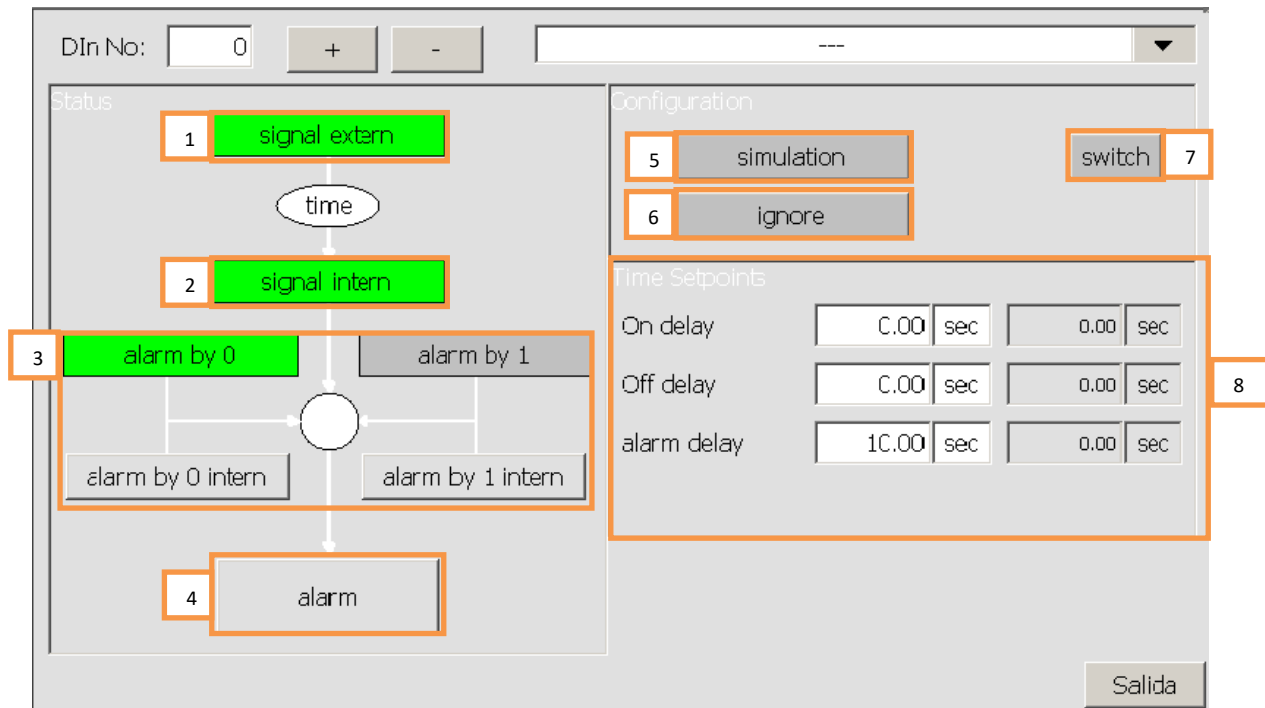 DIn No: 0 + - ---
Status
1 signal extern
time
2 signal intern
3 alarm by 0 alarm by 1
alarm by 0 intern alarm by 1 intern
4 alarm
Configuration
5 simulation switch 7
6 ignore
Time Setpoints
On delay 0.00 sec 0.00 sec
Off delay 0.00 sec 0.00 sec
8
alarm delay 10.00 sec 0.00 sec
Salida